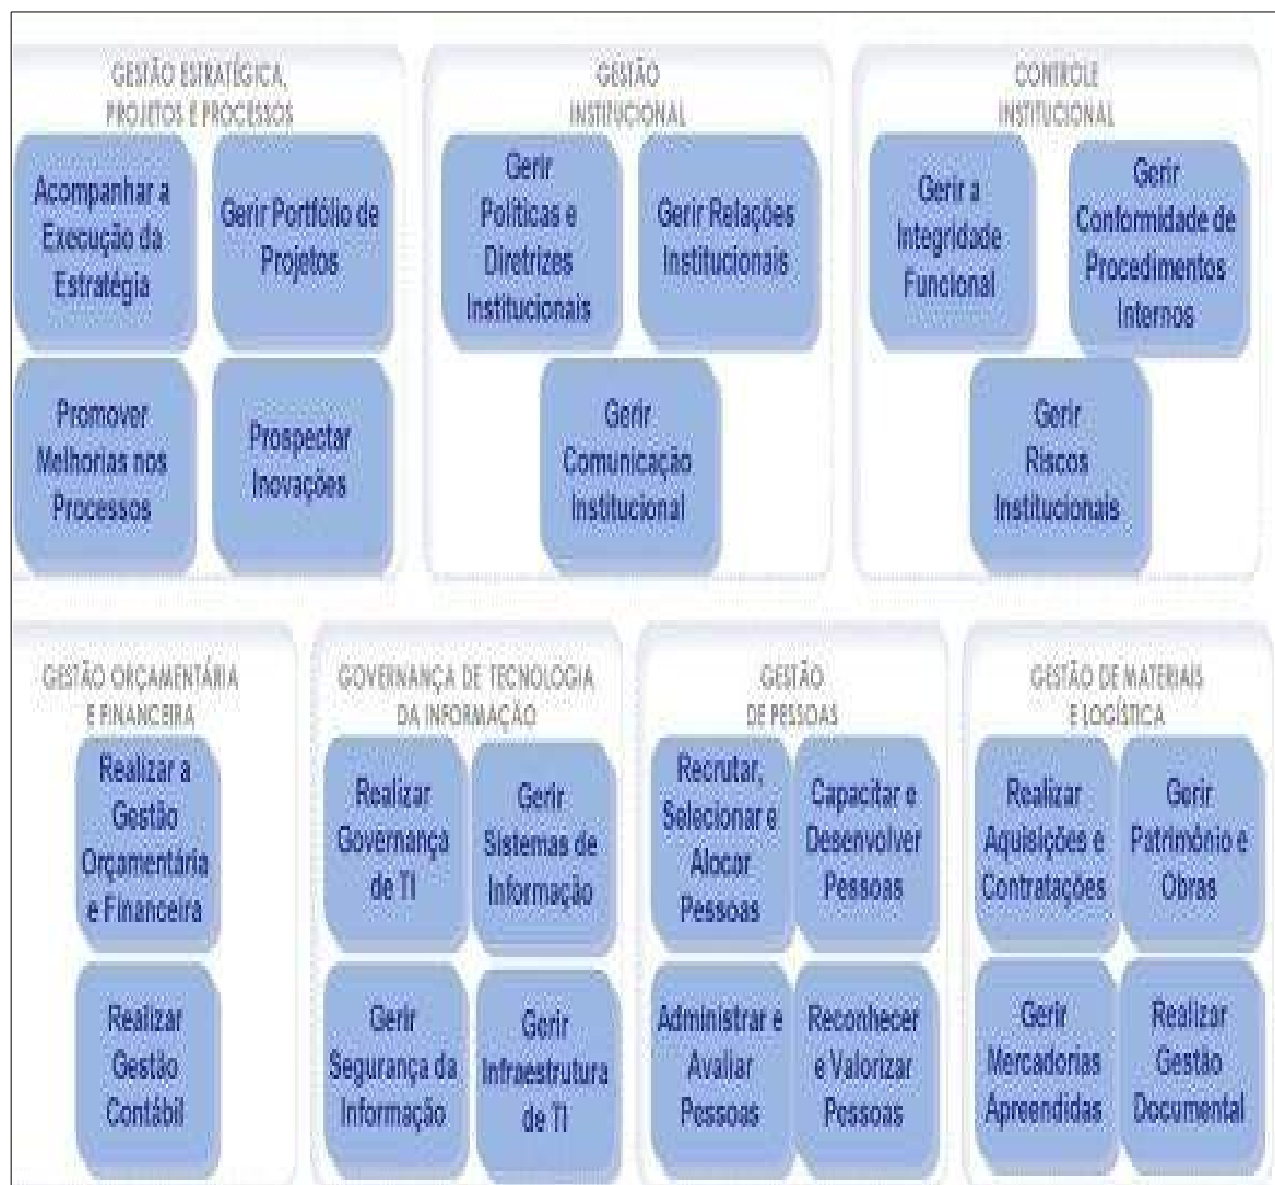 GESTÃO ESTRATÉGICA,
PROJETOS E PROCESSOS
Acompanhar a
Execução da
Estratégia
Gerir Portfólio de
Projetos
Promover
Melhorias nos
Processos
Prospectar
Inovações
GESTÃO
INSTITUCIONAL
Gerir
Políticas e
Diretrizes
Institucionais
Gerir Relações
Institucionais
Gerir
Comunicação
Institucional
CONTROLE
INSTITUCIONAL
Gerir a
Integridade
Funcional
Gerir
Conformidade de
Procedimentos
Internos
Gerir
Riscos
Institucionais
GESTÃO ORÇAMENTÁRIA
E FINANCEIRA
Realizar a
Gestão
Orçamentária
e Financeira
Realizar
Gestão
Contábil
GOVERNANÇA DE TECNOLOGIA
DA INFORMAÇÃO
Realizar
Governança
de TI
Gerir
Sistemas de
Informação
Gerir
Segurança da
Informação
Gerir
Infraestrutura
de TI
GESTÃO
DE PESSOAS
Recrutar,
Selecionar e
Alocar
Pessoas
Capacitar e
Desenvolver
Pessoas
Administrar e
Avaliar
Pessoas
Reconhecer
e Valorizar
Pessoas
GESTÃO DE MATERIAIS
E LOGÍSTICA
Realizar
Aquisições e
Contratações
Gerir
Patrimônio e
Obras
Gerir
Mercadorias
Apreendidas
Realizar
Gestão
Documental